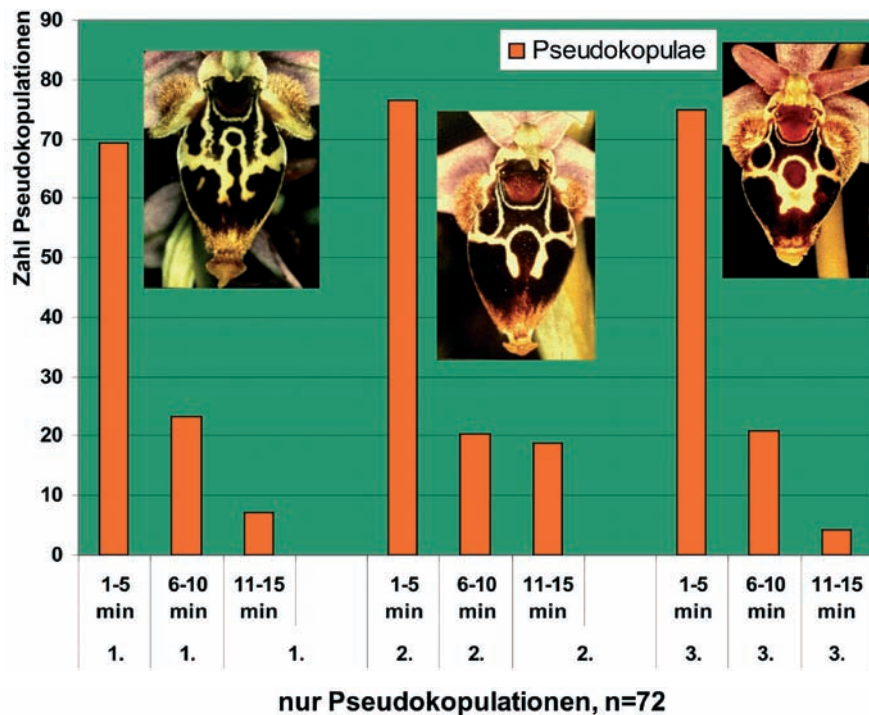 Zahl Pseudokopulationen
90
80
70
60
50
40
30
20
10
0
Pseudokopulae
1-5 min 6-10 min 11-15 min 1-5 min 6-10 min 11-15 min 1-5 min 6-10 min 11-15 min
1. 1. 1. 2. 2. 2. 3. 3. 3.
nur Pseudokopulationen, n=72